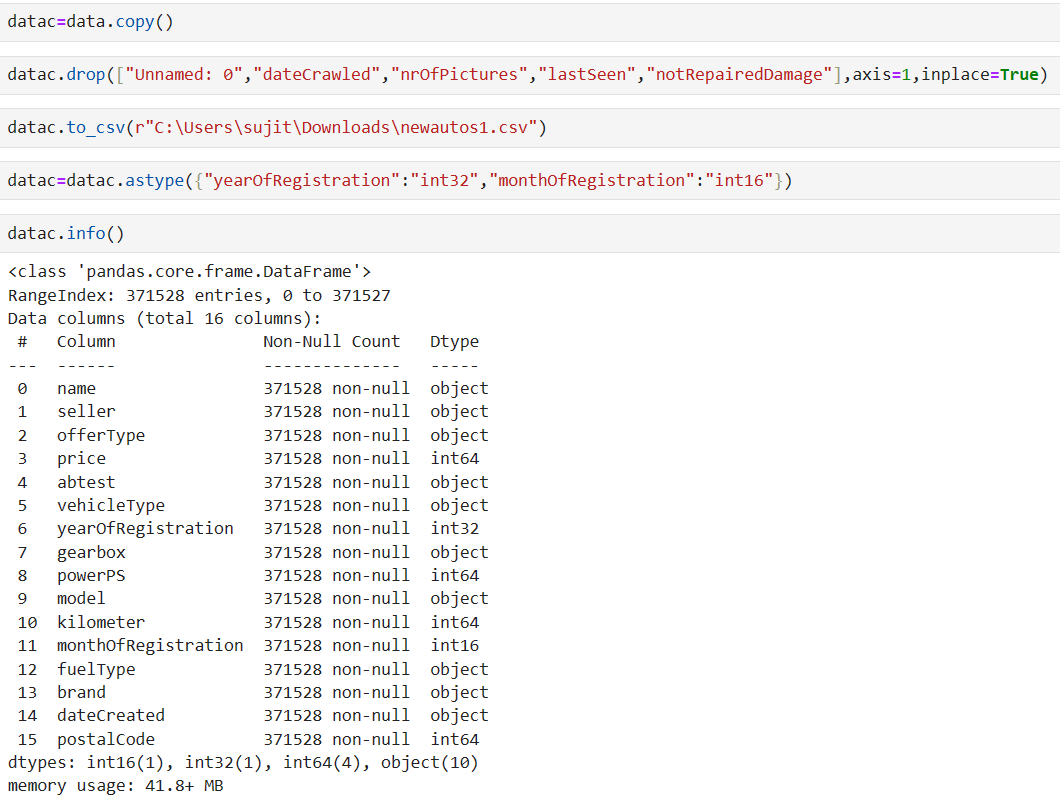 datac=data.copy()
datac.drop(["Unnamed: 0","dateCrawled","nrOfPictures","lastSeen","notRepairedDamage"],axis=1,inplace=True)
datac.to_csv(r"C:\Users\sujit\Downloads\newautos1.csv")
datac=datac.astype({"yearOfRegistration":"int32","monthOfRegistration":"int16"})
datac.info()
<class 'pandas.core.frame.DataFrame'>
RangeIndex: 371528 entries, 0 to 371527
Data columns (total 16 columns):
 #   Column               Non-Null Count   Dtype
---  ------               --------------   -----
 0   name                 371528 non-null  object
 1   seller               371528 non-null  object
 2   offerType            371528 non-null  object
 3   price                371528 non-null  int64
 4   abtest               371528 non-null  object
 5   vehicleType          371528 non-null  object
 6   yearOfRegistration   371528 non-null  int32
 7   gearbox              371528 non-null  object
 8   powerPS              371528 non-null  int64
 9   model                371528 non-null  object
 10  kilometer            371528 non-null  int64
 11  monthOfRegistration  371528 non-null  int16
 12  fuelType             371528 non-null  object
 13  brand                371528 non-null  object
 14  dateCreated          371528 non-null  object
 15  postalCode           371528 non-null  int64
dtypes: int16(1), int32(1), int64(4), object(10)
memory usage: 41.8+ MB